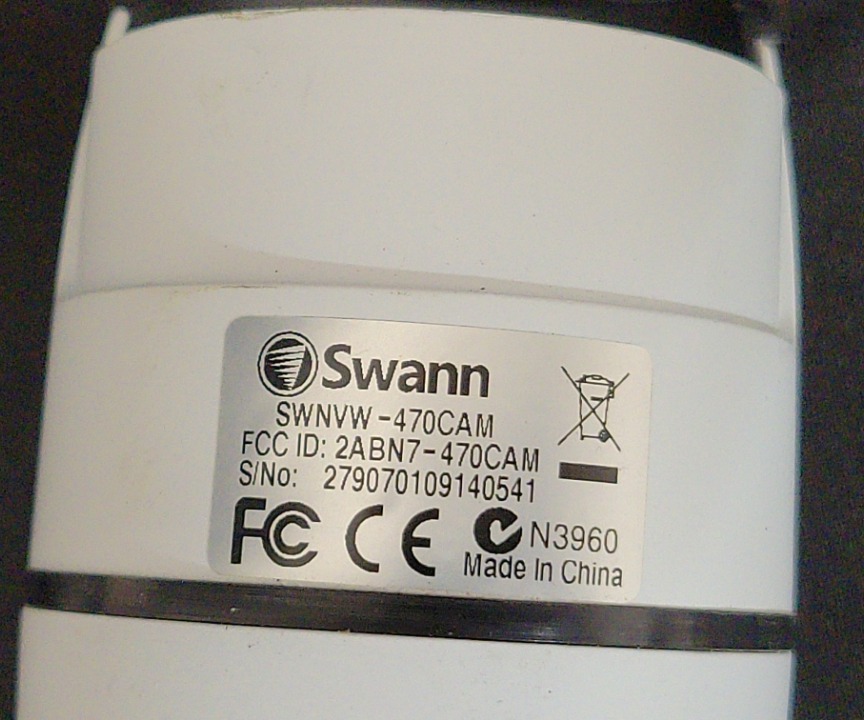 Swann
SWNVW-470CAM
FCC ID: 2ABN7-470CAM
S/No: 279070109140541
FC CE N3960
Made In China